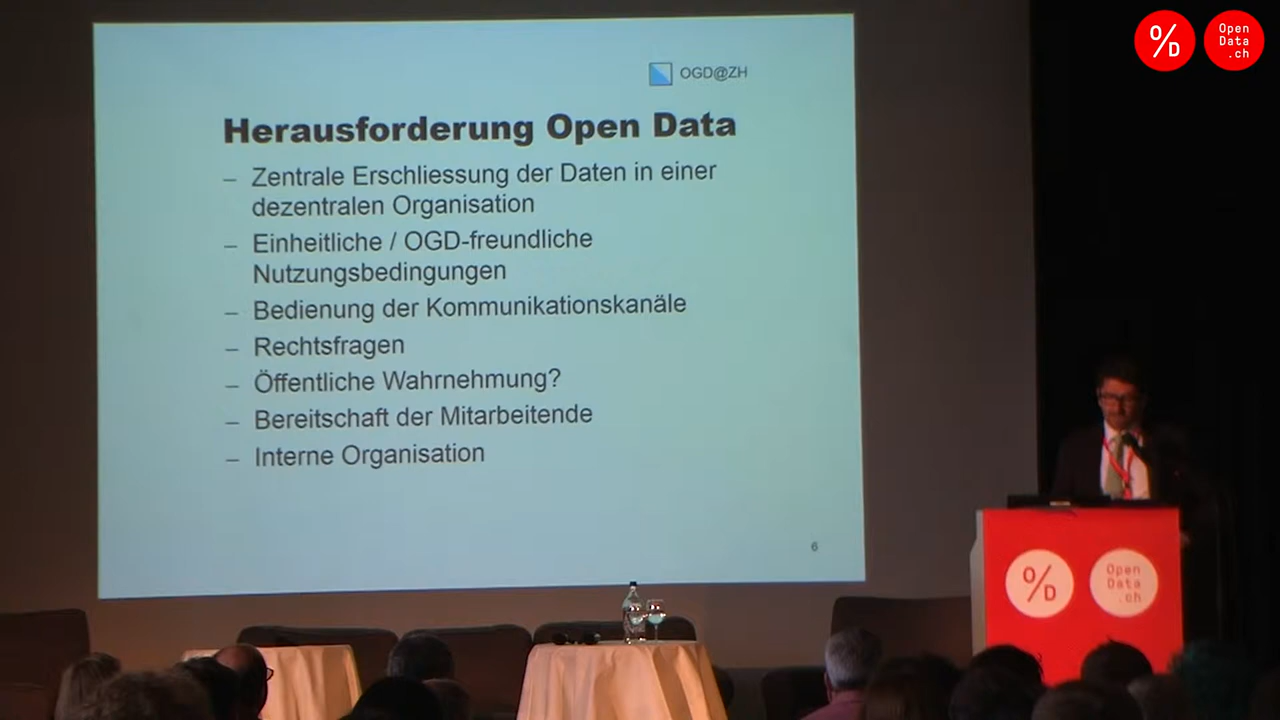 OGD@ZH
Herausforderung Open Data
– Zentrale Erschliessung der Daten in einer
dezentralen Organisation
– Einheitliche / OGD-freundliche
Nutzungsbedingungen
– Bedienung der Kommunikationskanäle
– Rechtsfragen
– Öffentliche Wahrnehmung?
– Bereitschaft der Mitarbeitende
– Interne Organisation
6
%D
Open
Data
.ch
%D
Open
Data
.ch